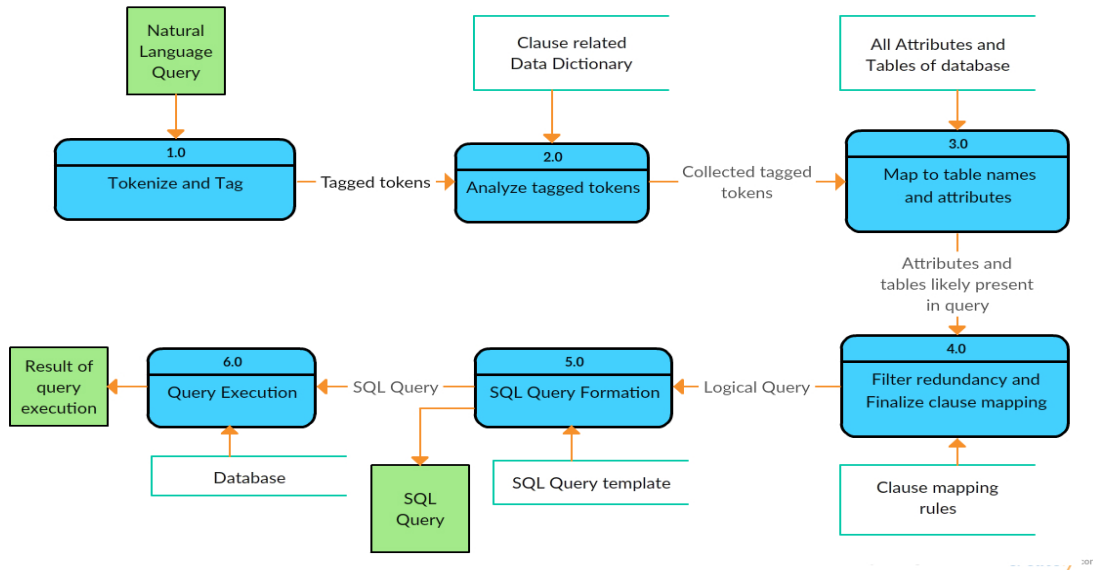 Natural
Language
Query
Clause related
Data Dictionary
All Attributes and
Tables of database
1.0
Tokenize and Tag
Tagged tokens
2.0
Analyze tagged tokens
Collected tagged
tokens
3.0
Map to table names
and attributes
Attributes and
tables likely present
in query
4.0
Filter redundancy and
Finalize clause mapping
Logical Query
5.0
SQL Query Formation
SQL Query
6.0
Query Execution
Result of
query
execution
Database
SQL
Query
SQL Query template
Clause mapping
rules